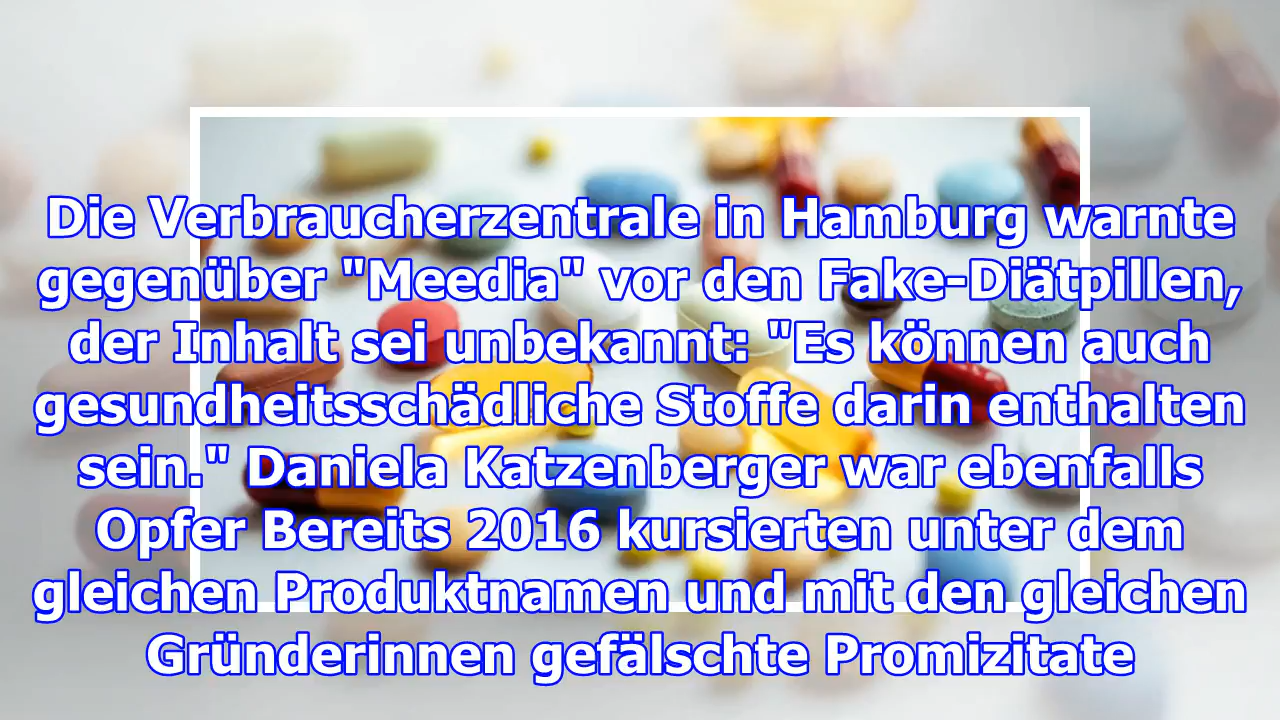 Die Verbraucherzentrale in Hamburg warnte
gegenüber "Meedia" vor den Fake-Diätpillen,
der Inhalt sei unbekannt: "Es können auch
gesundheitsschädliche Stoffe darin enthalten
sein." Daniela Katzenberger war ebenfalls
Opfer Bereits 2016 kursierten unter dem
gleichen Produktnamen und mit den gleichen
Gründerinnen gefälschte Promizitate